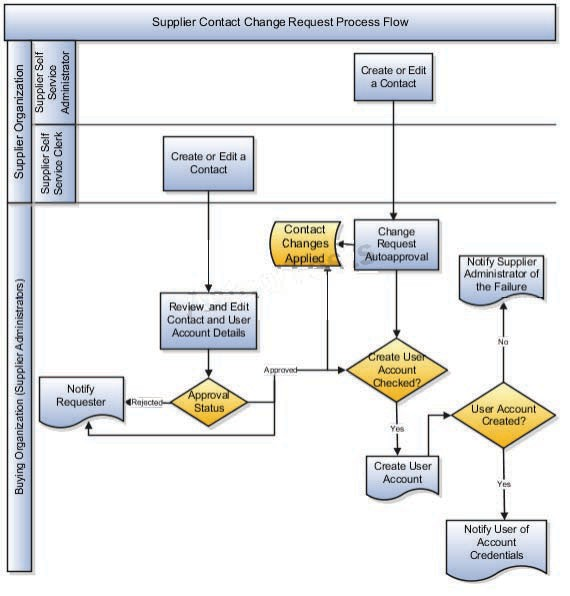 Supplier Contact Change Request Process Flow
Supplier Organization
Supplier Self
Service
Administrator
Create or Edit
a Contact
Supplier Self
Service Clerk
Create or Edit a
Contact
Buying Organization (Supplier Administrators)
Contact
Changes
Applied
Change
Request
Autoapproval
Notify Supplier
Administrator of
the Failure
Review and Edit
Contact and User
Account Details
No
Create User
Account
Checked?
Approved
Notify
Requester
Rejected
Approval
Status
User Account
Created?
Yes
Create User
Account
Yes
Notify User of
Account
Credentials